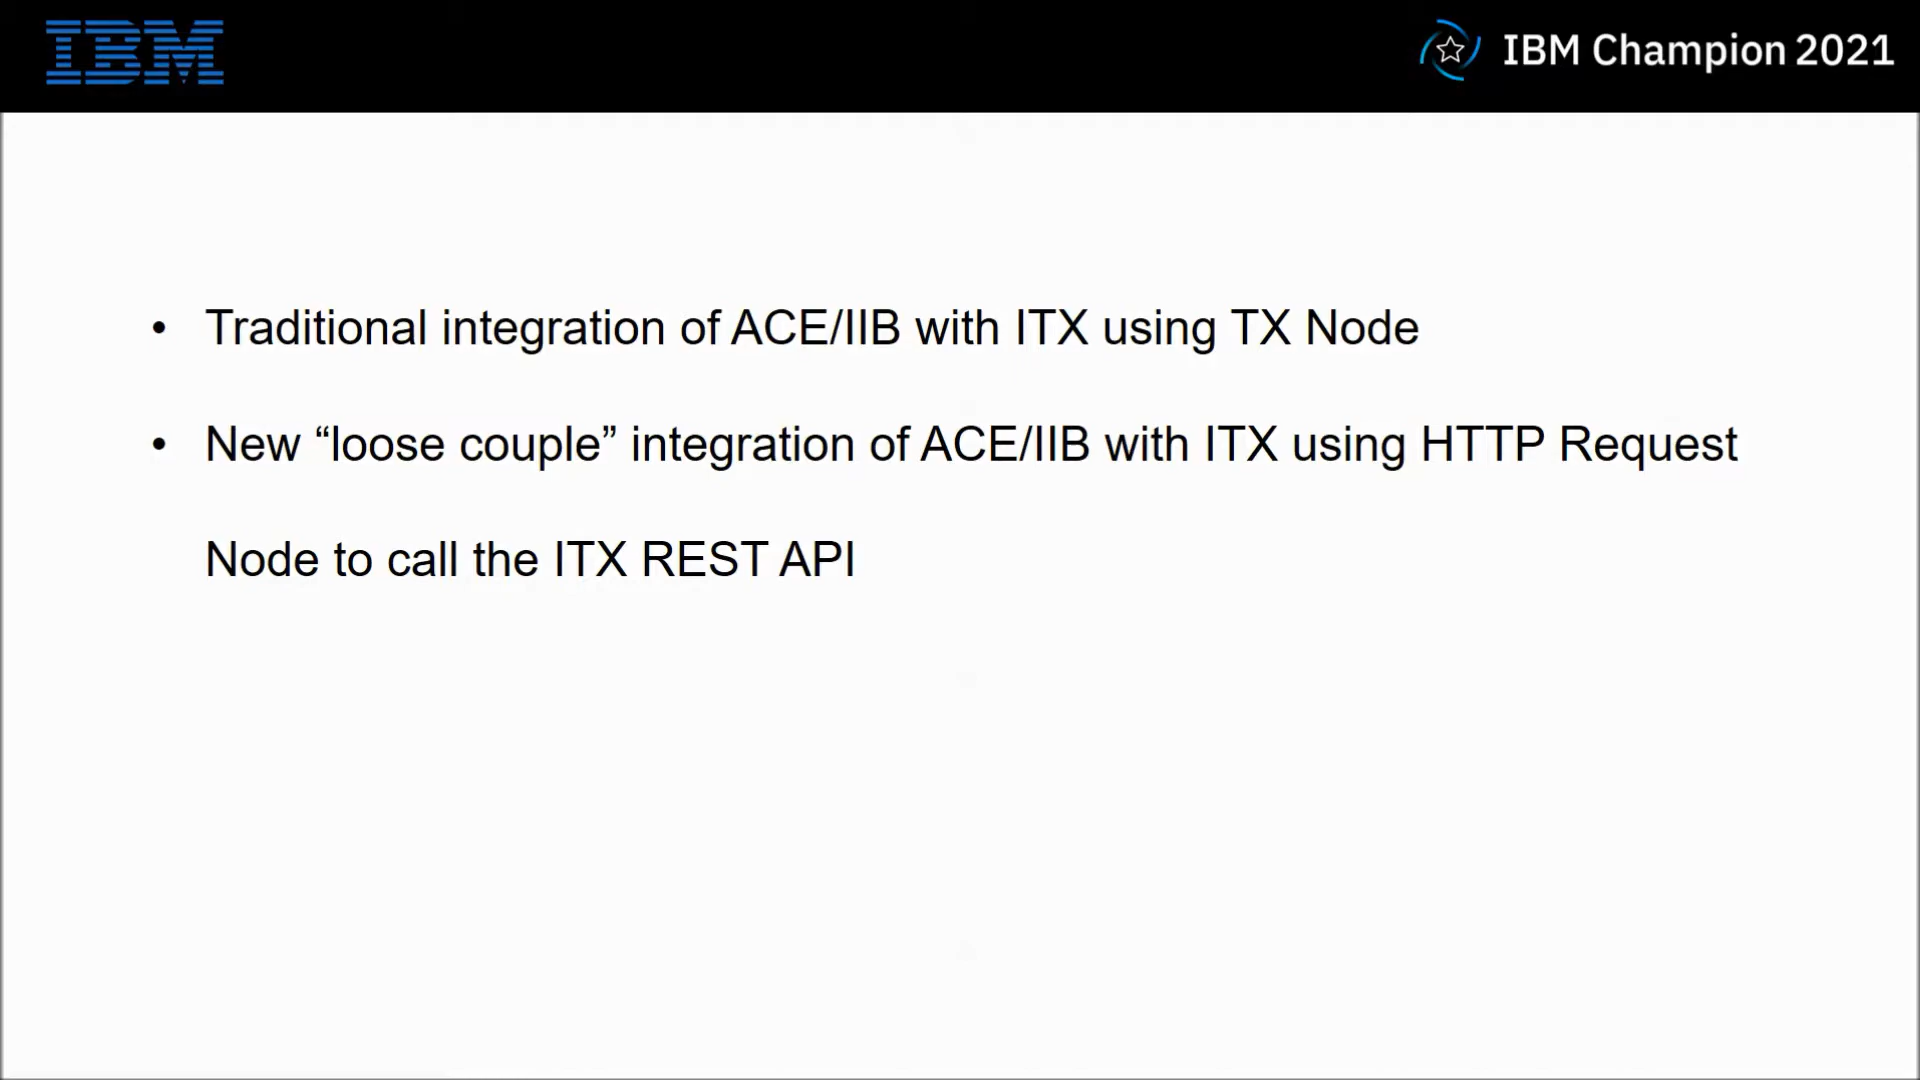 IBM
IBM Champion 2021
• Traditional integration of ACE/IIB with ITX using TX Node
• New “loose couple” integration of ACE/IIB with ITX using HTTP Request
Node to call the ITX REST API